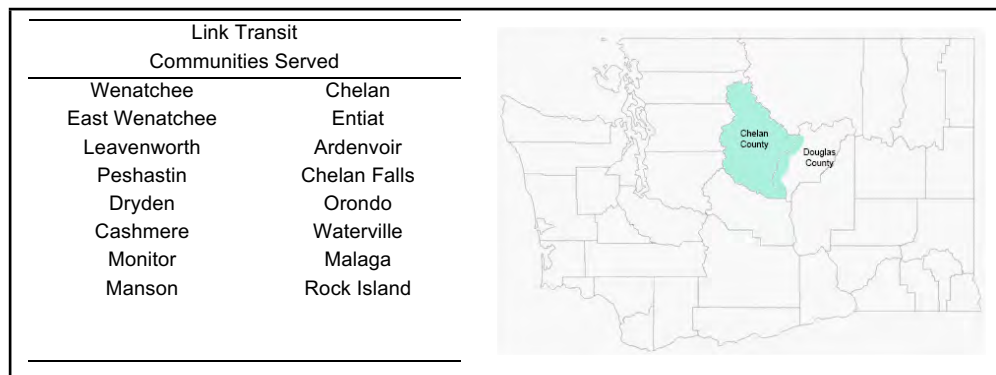 Link Transit
Communities Served
Wenatchee Chelan
East Wenatchee Entiat
Leavenworth Ardenvoir
Peshastin Chelan Falls
Dryden Orondo
Cashmere Waterville
Monitor Malaga
Manson Rock Island
Chelan
County
Douglas
County